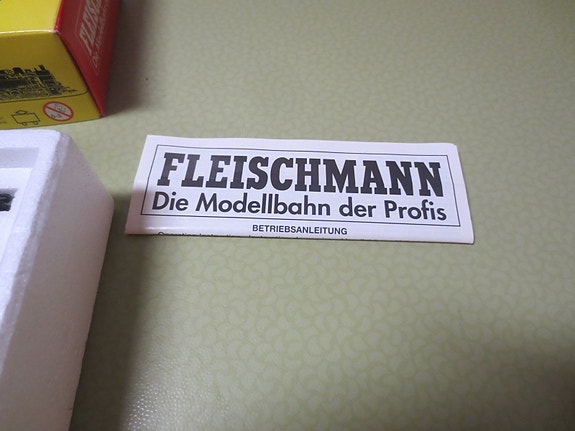 FLEISCHMANN
Die Modellbahn der Profis
BETRIEBSANLEITUNG